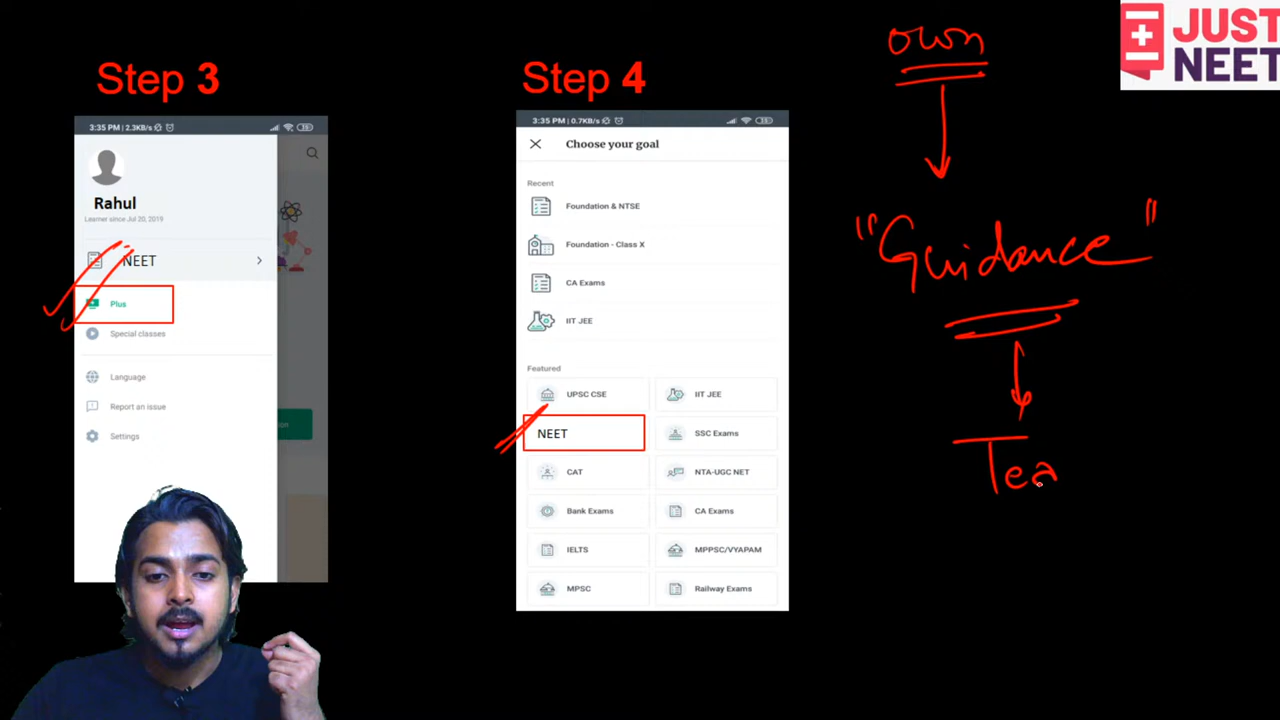 Step 3
3:35 PM | 2.3KB/s
Rahul
Learner since Jul 20, 2019
NEET
Plus
Special classes
Language
Report an issue
Settings
Step 4
3:35 PM | 0.7KB/s
Choose your goal
Recent
Foundation & NTSE
Foundation - Class X
CA Exams
IIT JEE
Featured
UPSC CSE
IIT JEE
NEET
SSC Exams
CAT
NTA-UGC NET
Bank Exams
CA Exams
IELTS
MPPSC/VYAPAM
MPSC
Railway Exams
own
"Guidance"
Tea
JUST
NEET